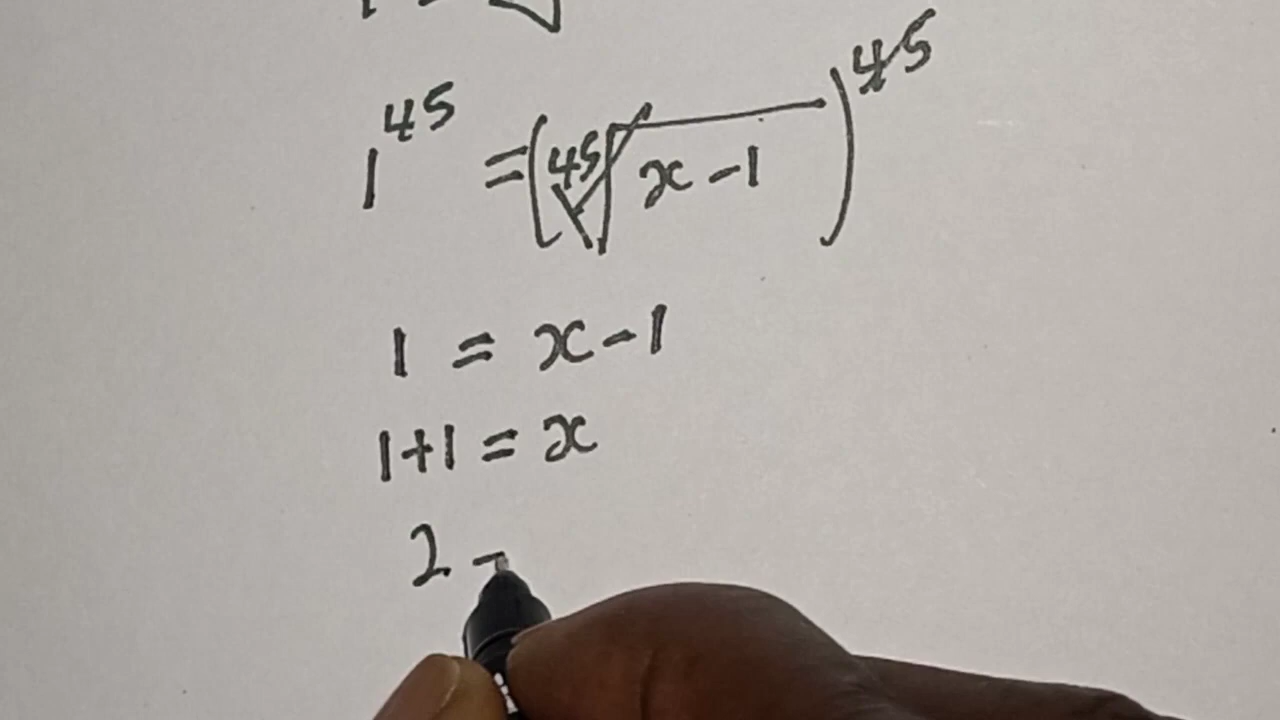 1^45 = (⁴⁵√x-1)^45
1 = x-1
1+1 = x
2 -